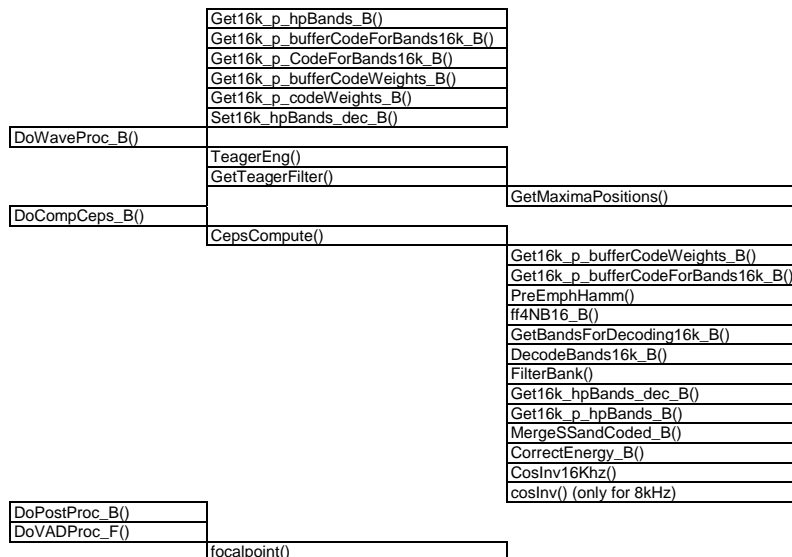 Get16k_p_hpBands_B()
Get16k_p_bufferCodeForBands16k_B()
Get16k_p_CodeForBands16k_B()
Get16k_p_bufferCodeWeights_B()
Get16k_p_codeWeights_B()
Set16k_hpBands_dec_B()
DoWaveProc_B()
TeagerEng()
GetTeagerFilter()
GetMaximaPositions()
DoCompCeps_B()
CepsCompute()
Get16k_p_bufferCodeWeights_B()
Get16k_p_bufferCodeForBands16k_B()
PreEmphHamm()
ff4NB16_B()
GetBandsForDecoding16k_B()
DecodeBands16k_B()
FilterBank()
Get16k_hpBands_dec_B()
Get16k_p_hpBands_B()
MergeSSandCoded_B()
CorrectEnergy_B()
CosInv16Khz()
cosInv() (only for 8kHz)
DoPostProc_B()
DoVADProc_F()
focalpoint()